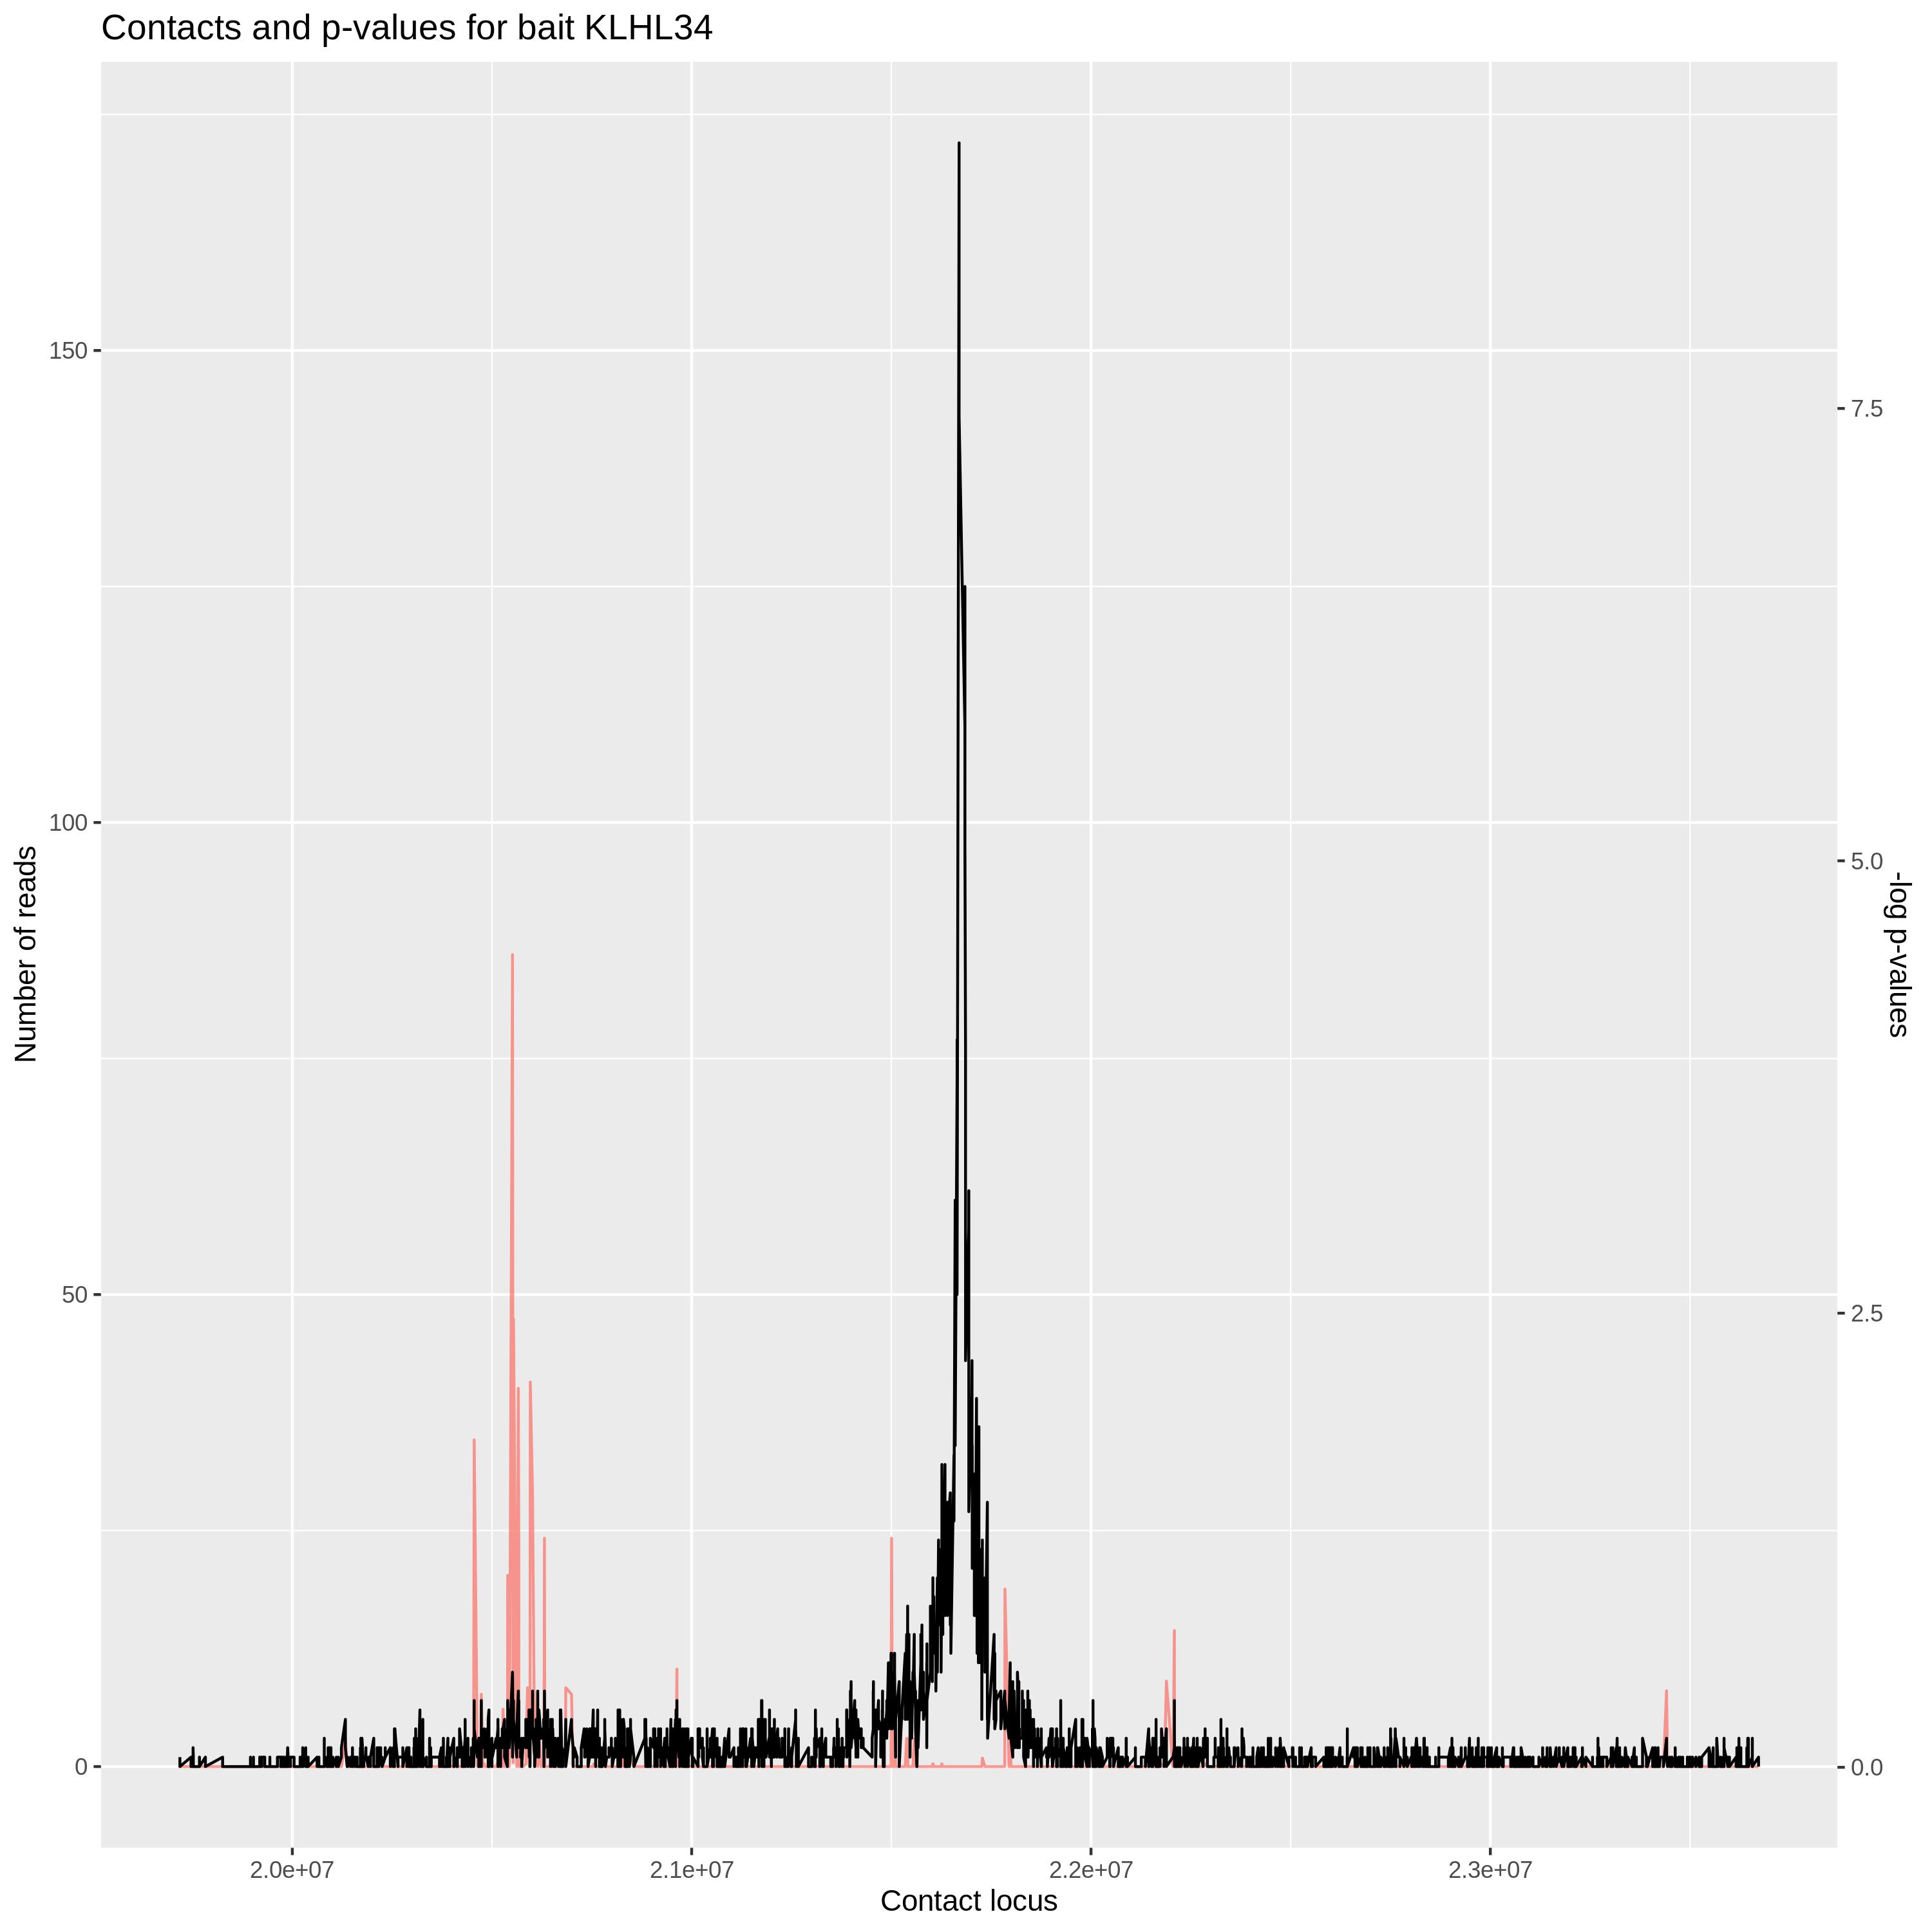 Contacts and p-values for bait KLHL34
150
100
50
0
Number of reads
7.5
5.0
2.5
0.0
-log p-values
2.0e+07
2.1e+07
2.2e+07
2.3e+07
Contact locus